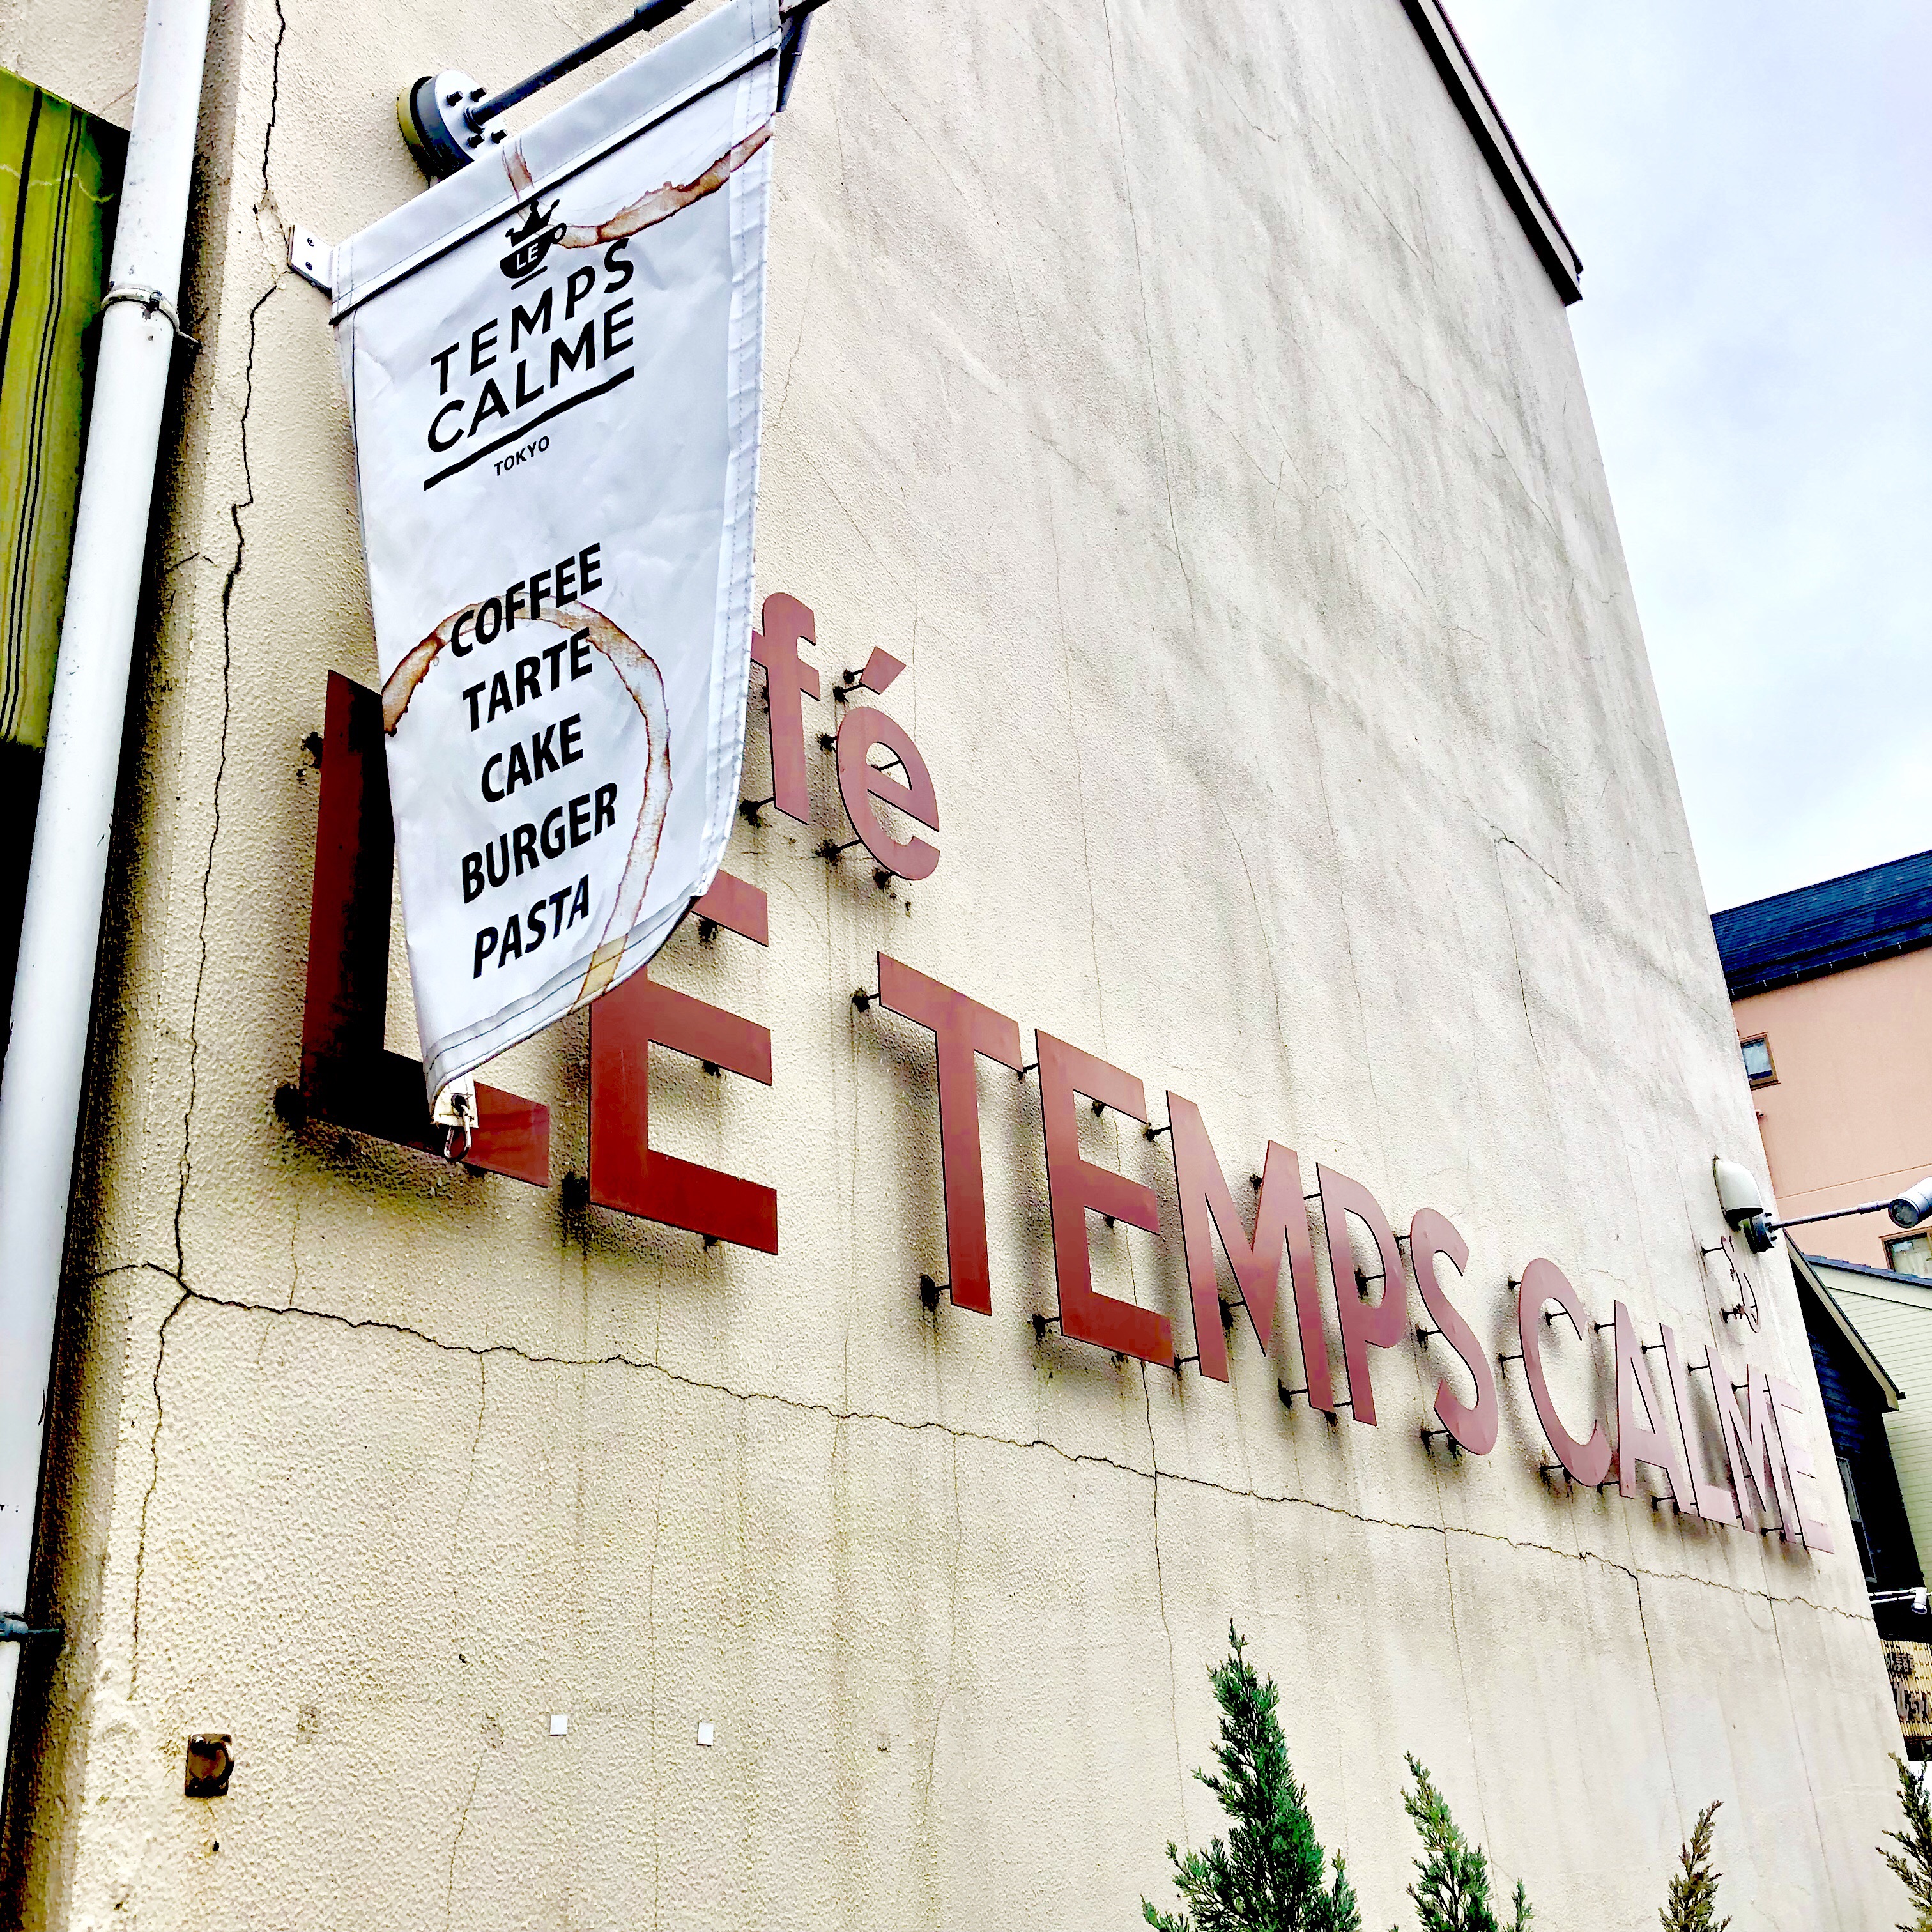 LE
TEMPS
CALME
TOKYO
COFFEE
TARTE
CAKE
BURGER
PASTA
fé
LE TEMPS CALME